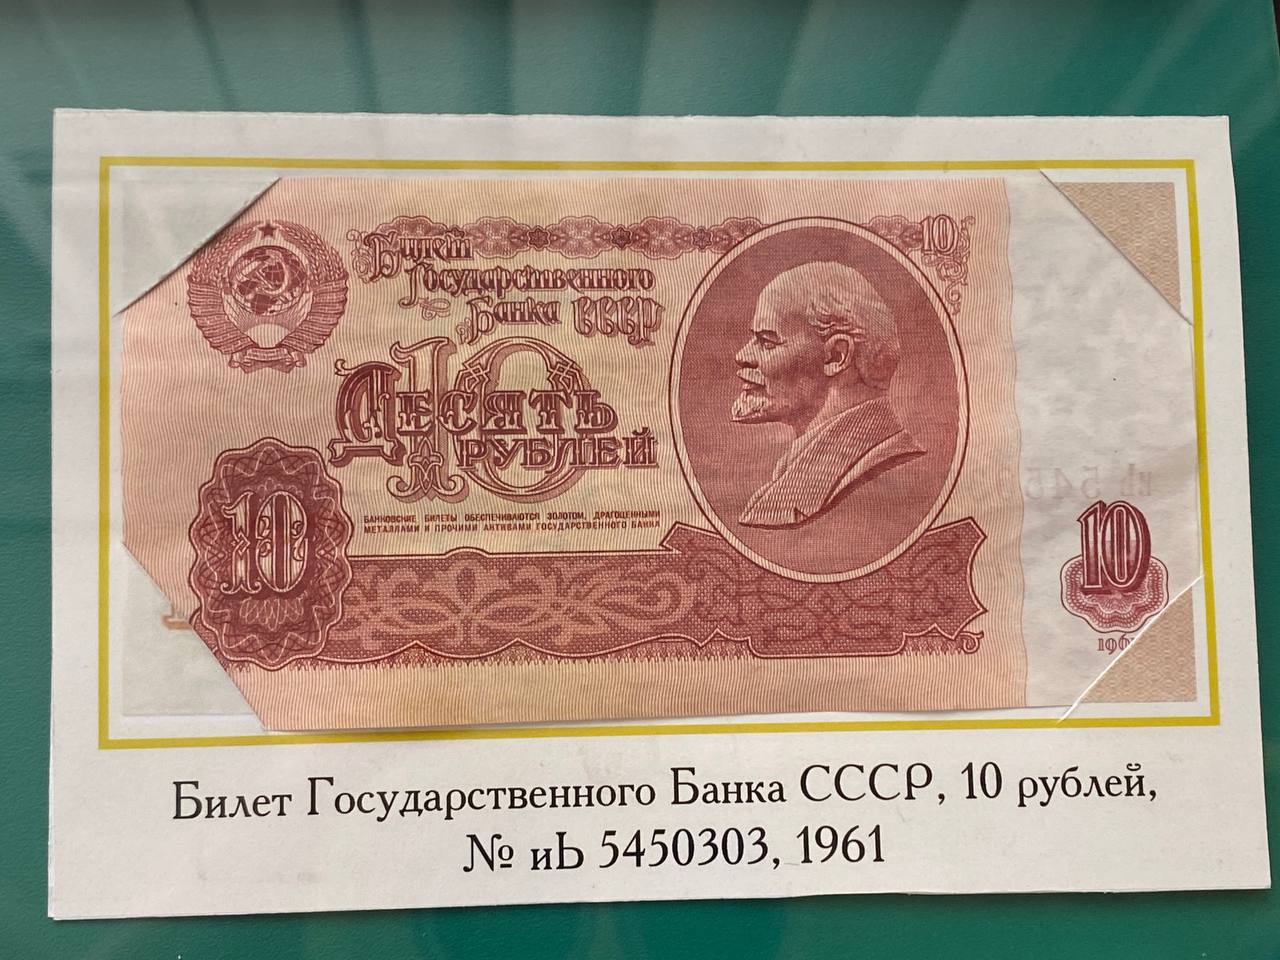 Билет
Государственного
Банка СССР
10
10
Десять
рублей
БАНКОВСКИЕ БИЛЕТЫ ОБЕСПЕЧИВАЮТСЯ ЗОЛОТОМ, ДРАГОЦЕННЫМИ
МЕТАЛЛАМИ И ПРОЧИМИ АКТИВАМИ ГОСУДАРСТВЕННОГО БАНКА
10
10
Билет Государственного Банка СССР, 10 рублей,
№ иЬ 5450303, 1961